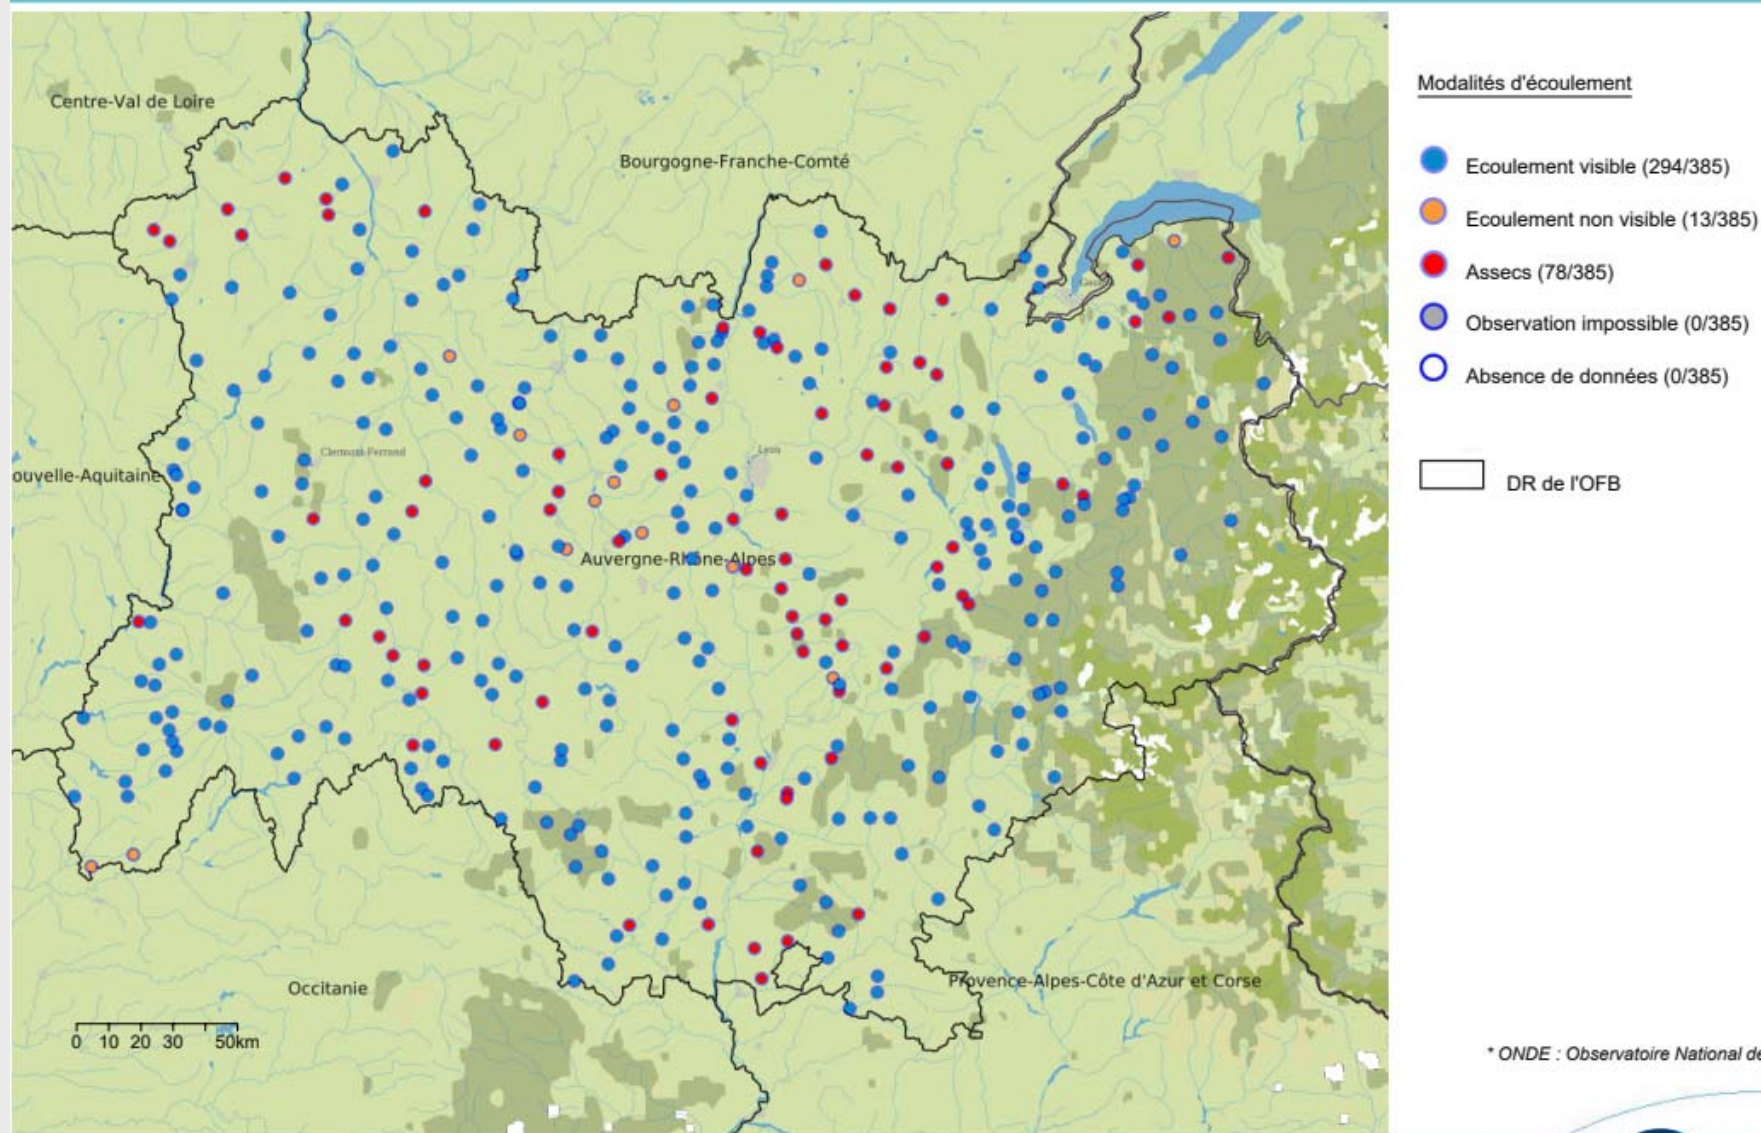 Centre-Val de Loire
Bourgogne-Franche-Comté
Clermont-Ferrand
ouvelle-Aquitaine
Lyon
Auvergne-Rhône-Alpes
Occitanie
Provence-Alpes-Côte d'Azur et Corse
0 10 20 30 50km
Modalités d'écoulement
Ecoulement visible (294/385)
Ecoulement non visible (13/385)
Assecs (78/385)
Observation impossible (0/385)
Absence de données (0/385)
DR de l'OFB
* ONDE : Observatoire National de